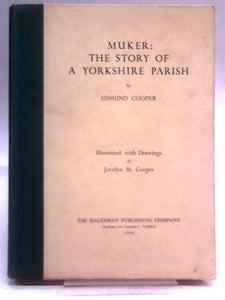 MUKER:
THE STORY OF
A YORKSHIRE PARISH
by
EDMUND COOPER
Illustrated with Drawings
by
Jocelyn M. Cooper
THE DALESMAN PUBLISHING COMPANY